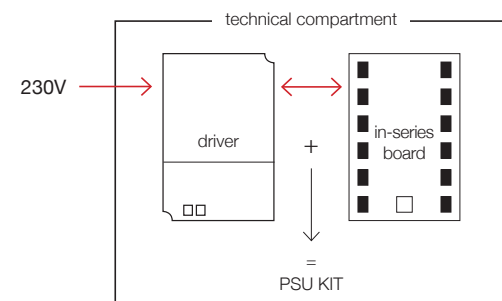 technical compartment
230V
driver
+
in-series
board
=
PSU KIT